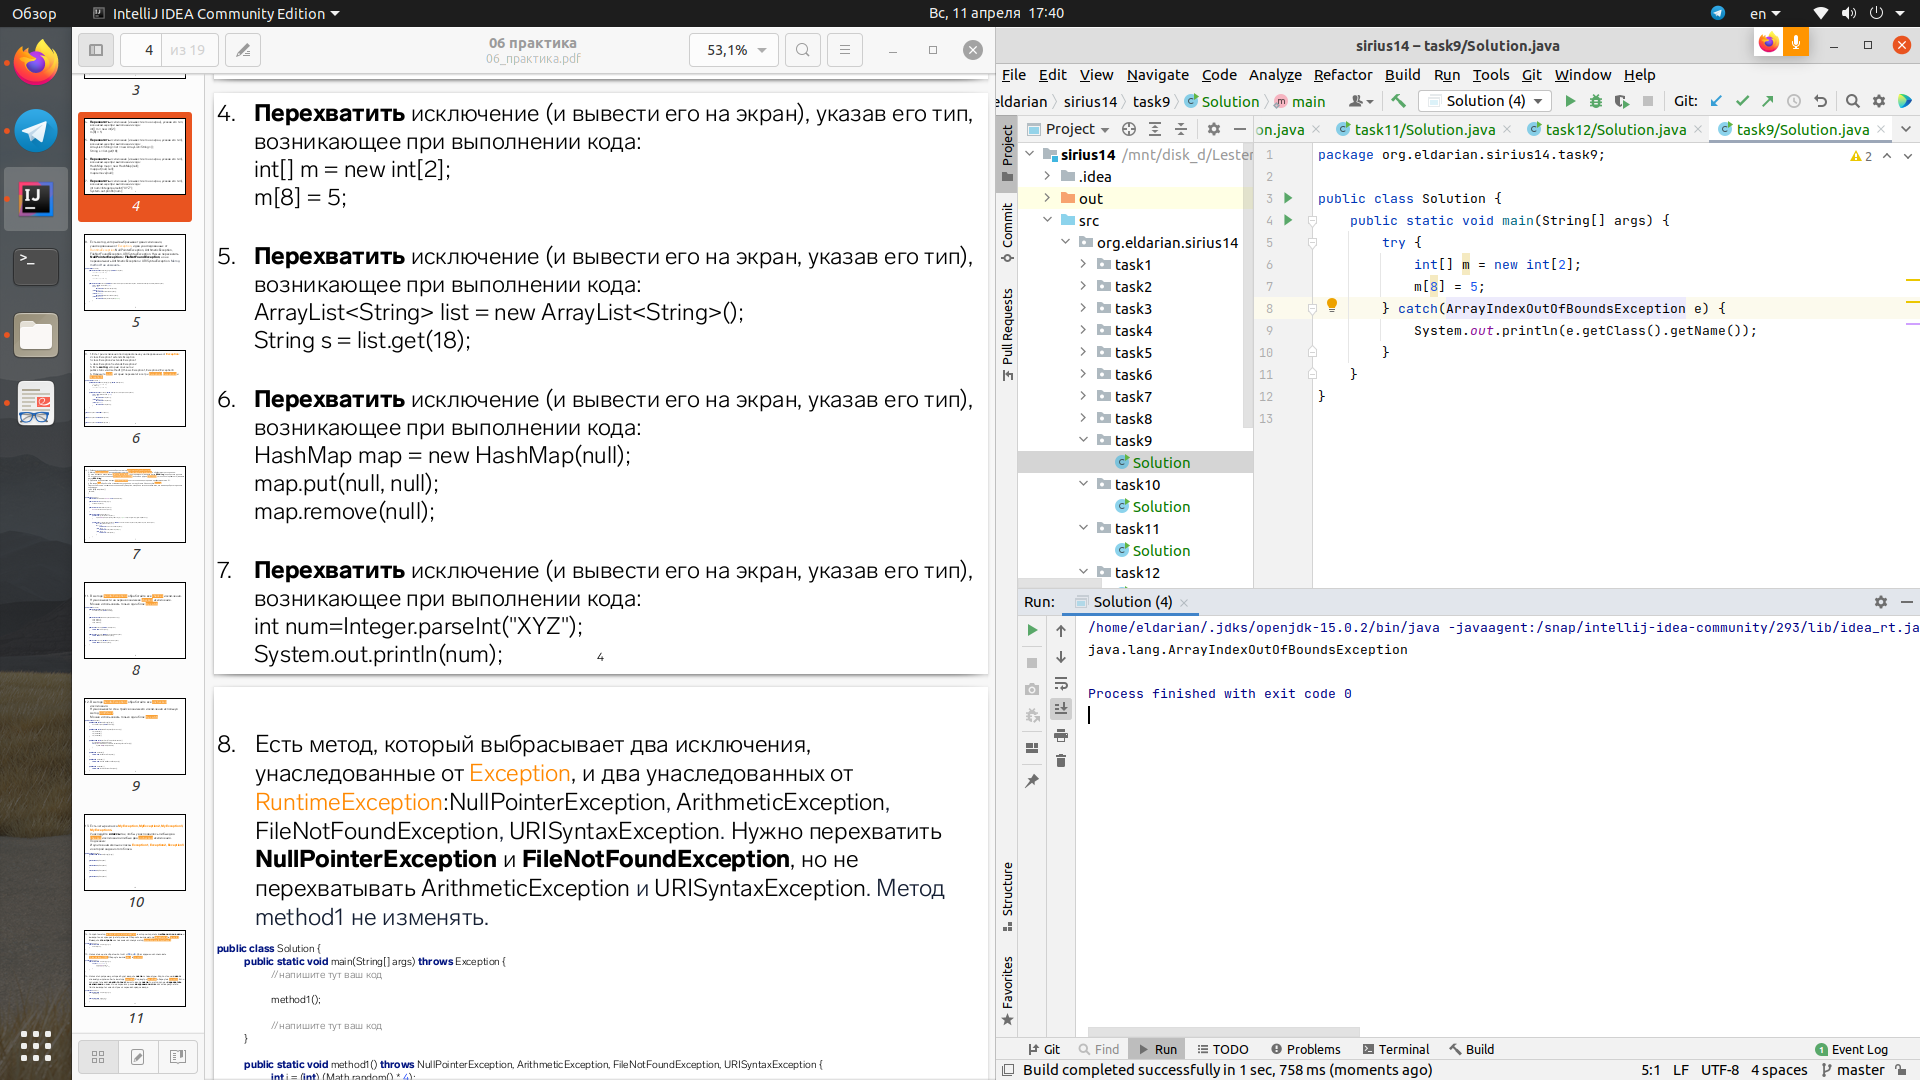 Обзор
IntelliJ IDEA Community Edition
Вс, 11 апреля 17:40
en
4 из 19
06 практика
06_практика.pdf
53,1%
3
4
5
6
7
8
9
10
11
4. Перехватить исключение (и вывести его на экран), указав его тип,
возникающее при выполнении кода:
int[] m = new int[2];
m[8] = 5;
5. Перехватить исключение (и вывести его на экран, указав его тип),
возникающее при выполнении кода:
ArrayList<String> list = new ArrayList<String>();
String s = list.get(18);
6. Перехватить исключение (и вывести его на экран, указав его тип),
возникающее при выполнении кода:
HashMap map = new HashMap(null);
map.put(null, null);
map.remove(null);
7. Перехватить исключение (и вывести его на экран, указав его тип),
возникающее при выполнении кода:
int num=Integer.parseInt("XYZ");
System.out.println(num);
4
8. Есть метод, который выбрасывает два исключения,
унаследованные от Exception, и два унаследованных от
RuntimeException:NullPointerException, ArithmeticException,
FileNotFoundException, URISyntaxException. Нужно перехватить
NullPointerException и FileNotFoundException, но не
перехватывать ArithmeticException и URISyntaxException. Метод
method1 не изменять.
public class Solution {
public static void main(String[] args) throws Exception {
//напишите тут ваш код
method1();
//напишите тут ваш код
}
public static void method1() throws NullPointerException, ArithmeticException, FileNotFoundException, URISyntaxException {
int i = (int) (Math.random() * 4);
sirius14 – task9/Solution.java
File Edit View Navigate Code Analyze Refactor Build Run Tools Git Window Help
eldarian sirius14 task9 Solution main
Solution (4)
Git:
Project
on.java
task11/Solution.java
task12/Solution.java
task9/Solution.java
Project
Commit
Pull Requests
Structure
Favorites
sirius14 /mnt/disk_d/Lester
.idea
out
src
org.eldarian.sirius14
task1
task2
task3
task4
task5
task6
task7
task8
task9
Solution
task10
Solution
task11
Solution
task12
2
1 package org.eldarian.sirius14.task9;
2
3 public class Solution {
4 public static void main(String[] args) {
5 try {
6 int[] m = new int[2];
7 m[8] = 5;
8 } catch(ArrayIndexOutOfBoundsException e) {
9 System.out.println(e.getClass().getName());
10 }
11 }
12 }
13
Run: Solution (4)
/home/eldarian/.jdks/openjdk-15.0.2/bin/java -javaagent:/snap/intellij-idea-community/293/lib/idea_rt.ja
java.lang.ArrayIndexOutOfBoundsException
Process finished with exit code 0
Git Find Run TODO Problems Terminal Build
1 Event Log
Build completed successfully in 1 sec, 758 ms (moments ago)
5:1 LF UTF-8 4 spaces master